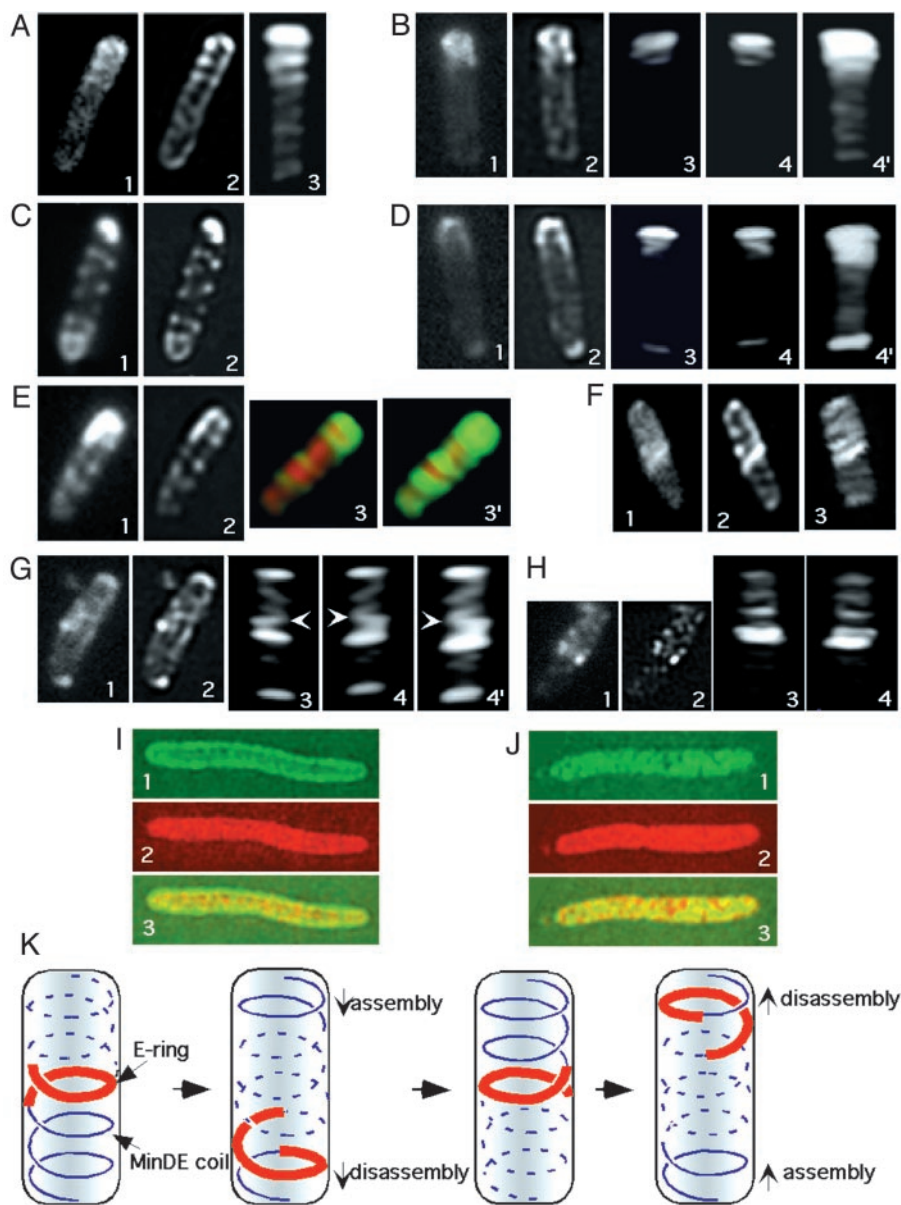 A 1 2 3
B 1 2 3 4 4'
C 1 2
D 1 2 3 4 4'
E 1 2 3 3'
F 1 2 3
G 1 2 3 4 4'
H 1 2 3 4
I 1
2
3
J 1
2
3
K
E-ring
MinDE coil
assembly
disassembly
disassembly
assembly